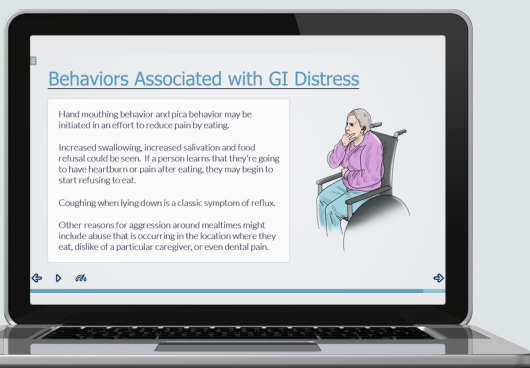 Behaviors Associated with GI Distress
Hand mouthing behavior and pica behavior may be
initiated in an effort to reduce pain by eating.
Increased swallowing, increased salivation and food
refusal could be seen. If a person learns that they're going
to have heartburn or pain after eating, they may begin to
start refusing to eat.
Coughing when lying down is a classic symptom of reflux.
Other reasons for aggression around mealtimes might
include abuse that is occurring in the location where they
eat, dislike of a particular caregiver, or even dental pain.